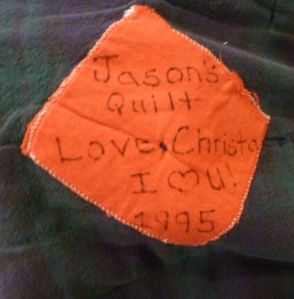 Jason's
Quilt
Love, Christa
I ♡ U!
1995